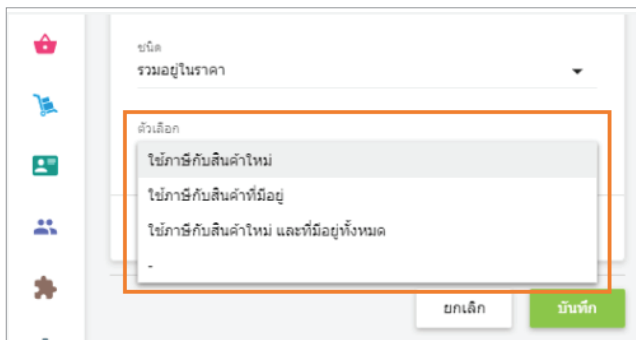 ชนิด
รวมอยู่ในราคา
ตัวเลือก
ใช้ภาษีกับสินค้าใหม่
ใช้ภาษีกับสินค้าที่มีอยู่
ใช้ภาษีกับสินค้าใหม่ และที่มีอยู่ทั้งหมด
-
ยกเลิก
บันทึก